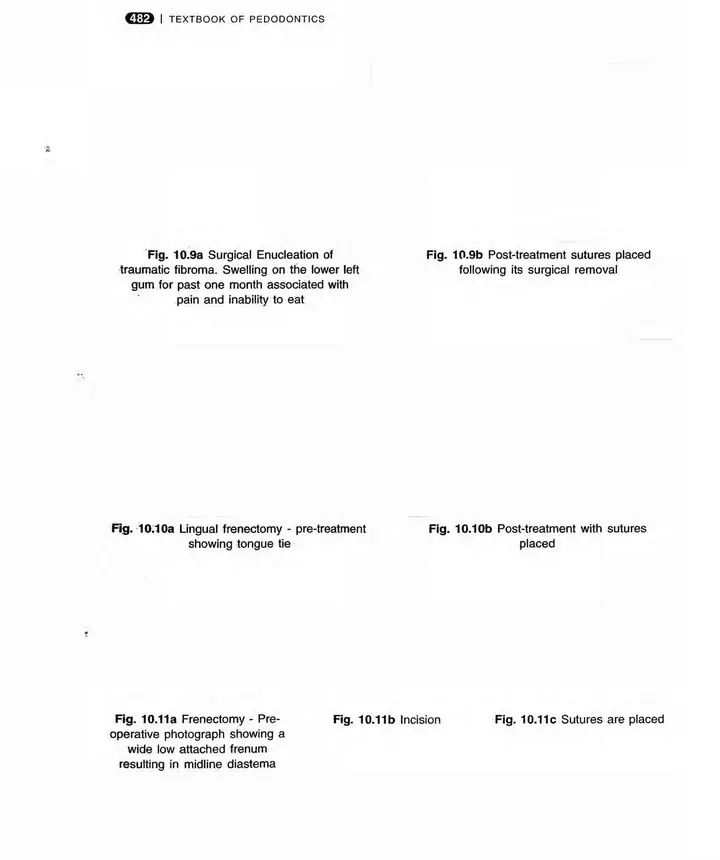 482 | TEXTBOOK OF PEDODONTICS
Fig. 10.9a Surgical Enucleation of
traumatic fibroma. Swelling on the lower left
gum for past one month associated with
pain and inability to eat
Fig. 10.9b Post-treatment sutures placed
following its surgical removal
Fig. 10.10a Lingual frenectomy - pre-treatment
showing tongue tie
Fig. 10.10b Post-treatment with sutures
placed
Fig. 10.11a Frenectomy - Pre-
operative photograph showing a
wide low attached frenum
resulting in midline diastema
Fig. 10.11b Incision
Fig. 10.11c Sutures are placed